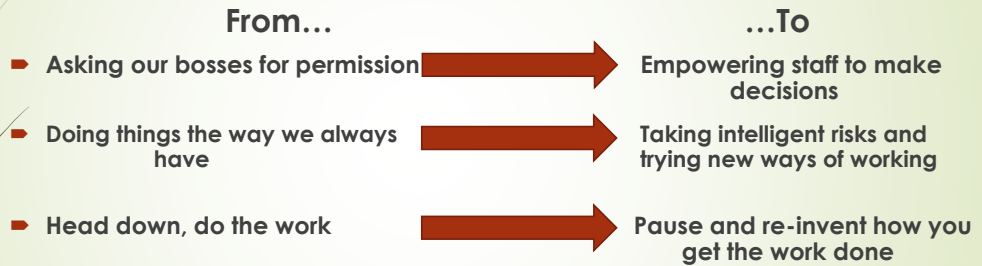 From…
…To
Asking our bosses for permission
Empowering staff to make
decisions
Doing things the way we always
have
Taking intelligent risks and
trying new ways of working
Head down, do the work
Pause and re-invent how you
get the work done